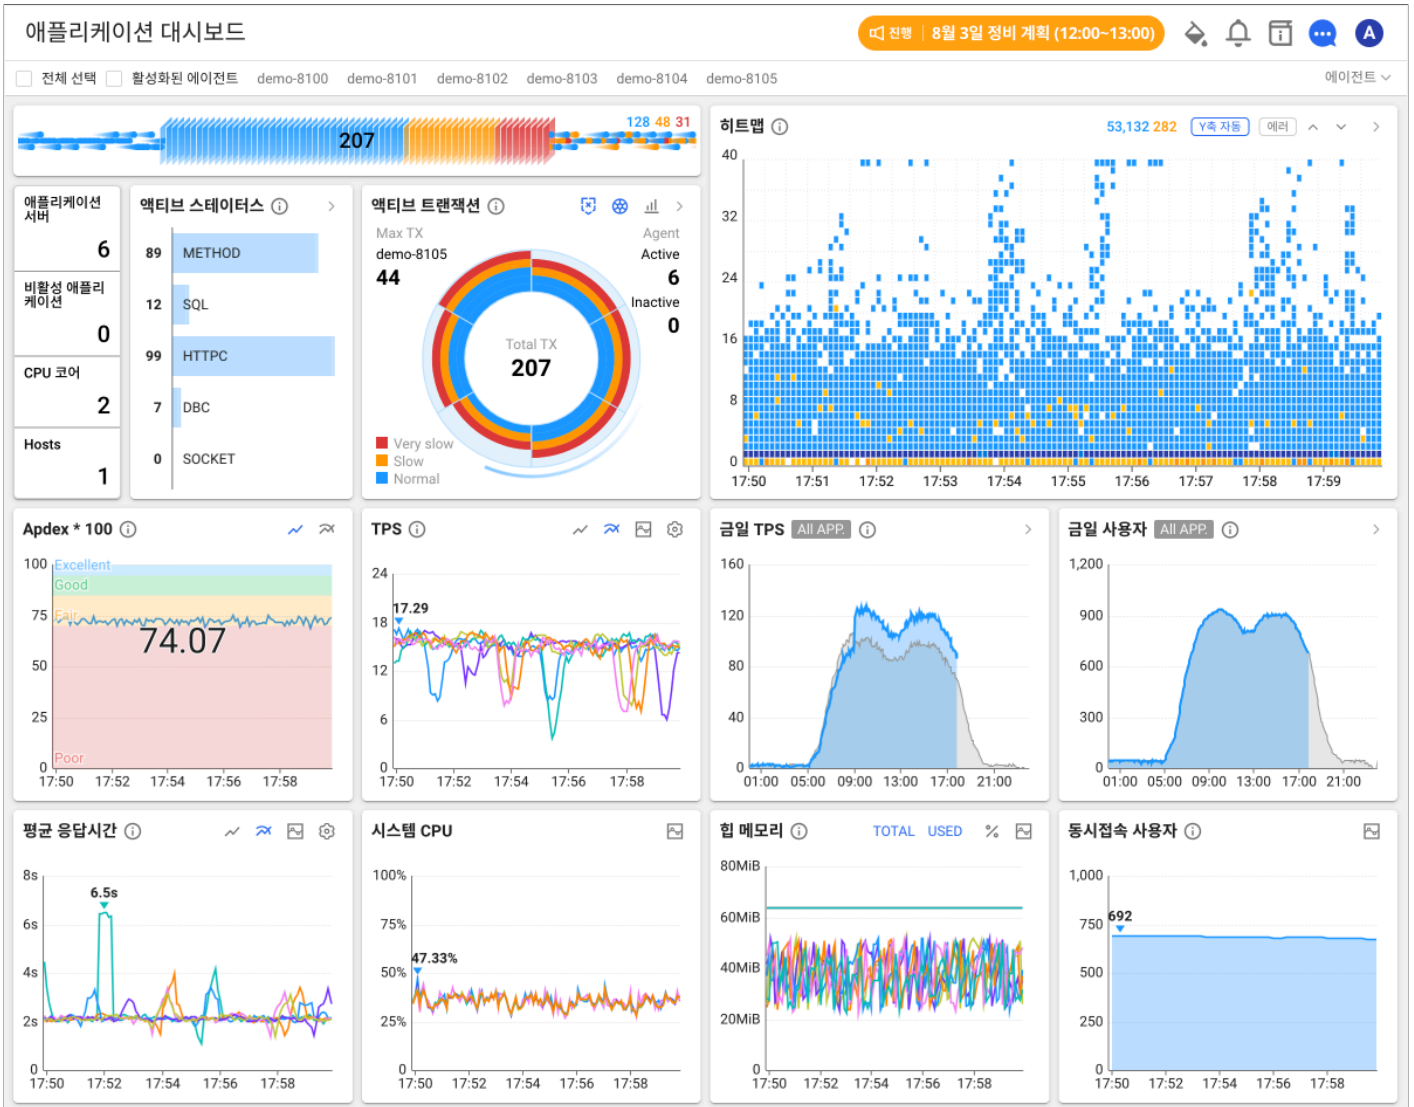 애플리케이션 대시보드
진행 8월 3일 정비 계획 (12:00~13:00)
A
전체 선택 활성화된 에이전트 demo-8100 demo-8101 demo-8102 demo-8103 demo-8104 demo-8105
에이전트
207
128 48 31
애플리케이션
서버
6
비활성 애플리
케이션
0
CPU 코어
2
Hosts
1
액티브 스테이터스
89 METHOD
12 SQL
99 HTTPC
7 DBC
0 SOCKET
액티브 트랜잭션
Max TX
demo-8105
44
Agent
Active
6
Inactive
0
Total TX
207
Very slow
Slow
Normal
히트맵
53,132 282 Y축 자동 에러
40
32
24
16
8
0
17:50 17:51 17:52 17:53 17:54 17:55 17:56 17:57 17:58 17:59
Apdex * 100
100
75
50
25
0
Excellent
Good
Fair
74.07
Poor
17:50 17:52 17:54 17:56 17:58
TPS
24
18
12
6
0
17.29
17:50 17:52 17:54 17:56 17:58
금일 TPS All APP.
160
120
80
40
0
01:00 05:00 09:00 13:00 17:00 21:00
금일 사용자 All APP.
1,200
900
600
300
0
01:00 05:00 09:00 13:00 17:00 21:00
평균 응답시간
8s
6s
4s
2s
0
6.5s
17:50 17:52 17:54 17:56 17:58
시스템 CPU
100%
75%
50%
25%
0
47.33%
17:50 17:52 17:54 17:56 17:58
힙 메모리
TOTAL USED %
80MiB
60MiB
40MiB
20MiB
0
17:50 17:52 17:54 17:56 17:58
동시접속 사용자
1,000
750
500
250
0
692
17:50 17:52 17:54 17:56 17:58